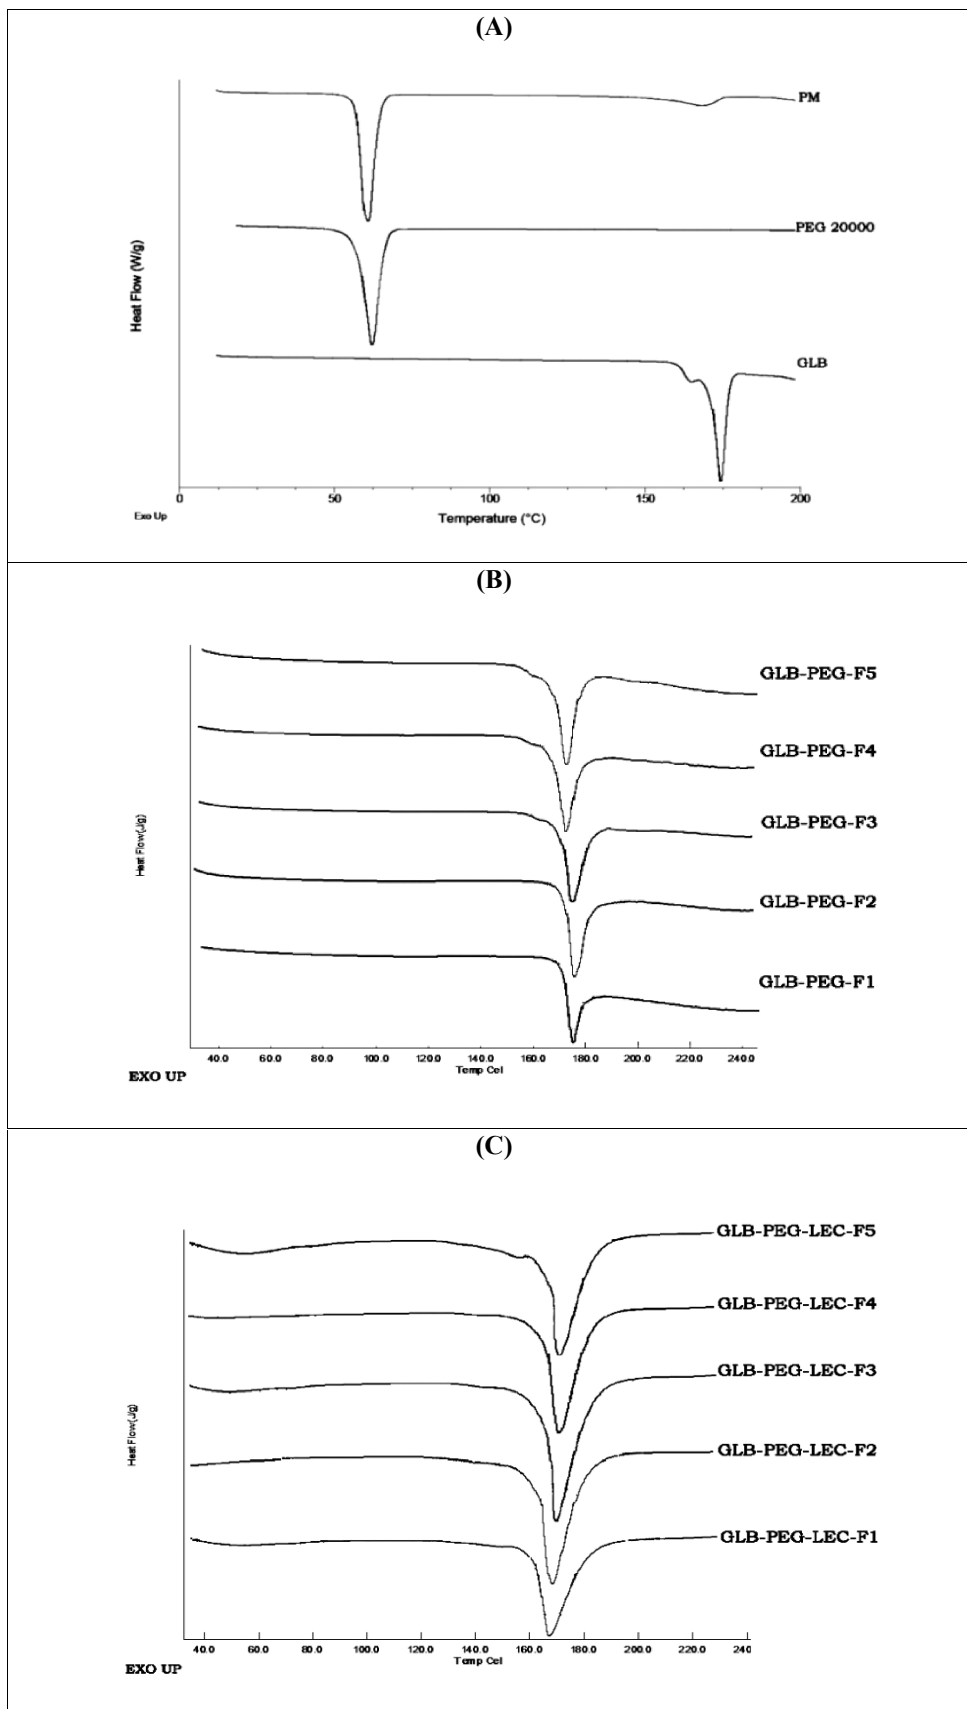 (A)
PM
PEG 20000
Heat Flow (W/g)
GLB
0 50 100 150 200
Exo Up
Temperature (°C)
(B)
GLB-PEG-F5
GLB-PEG-F4
GLB-PEG-F3
Heat Flow(J/g)
GLB-PEG-F2
GLB-PEG-F1
40.0 60.0 80.0 100.0 120.0 140.0 160.0 180.0 200.0 220.0 240.0
Temp Cel
EXO UP
(C)
GLB-PEG-LEC-F5
GLB-PEG-LEC-F4
GLB-PEG-LEC-F3
Heat Flow(J/g)
GLB-PEG-LEC-F2
GLB-PEG-LEC-F1
40.0 60.0 80.0 100.0 120.0 140.0 160.0 180.0 200.0 220.0 240
Temp Cel
EXO UP